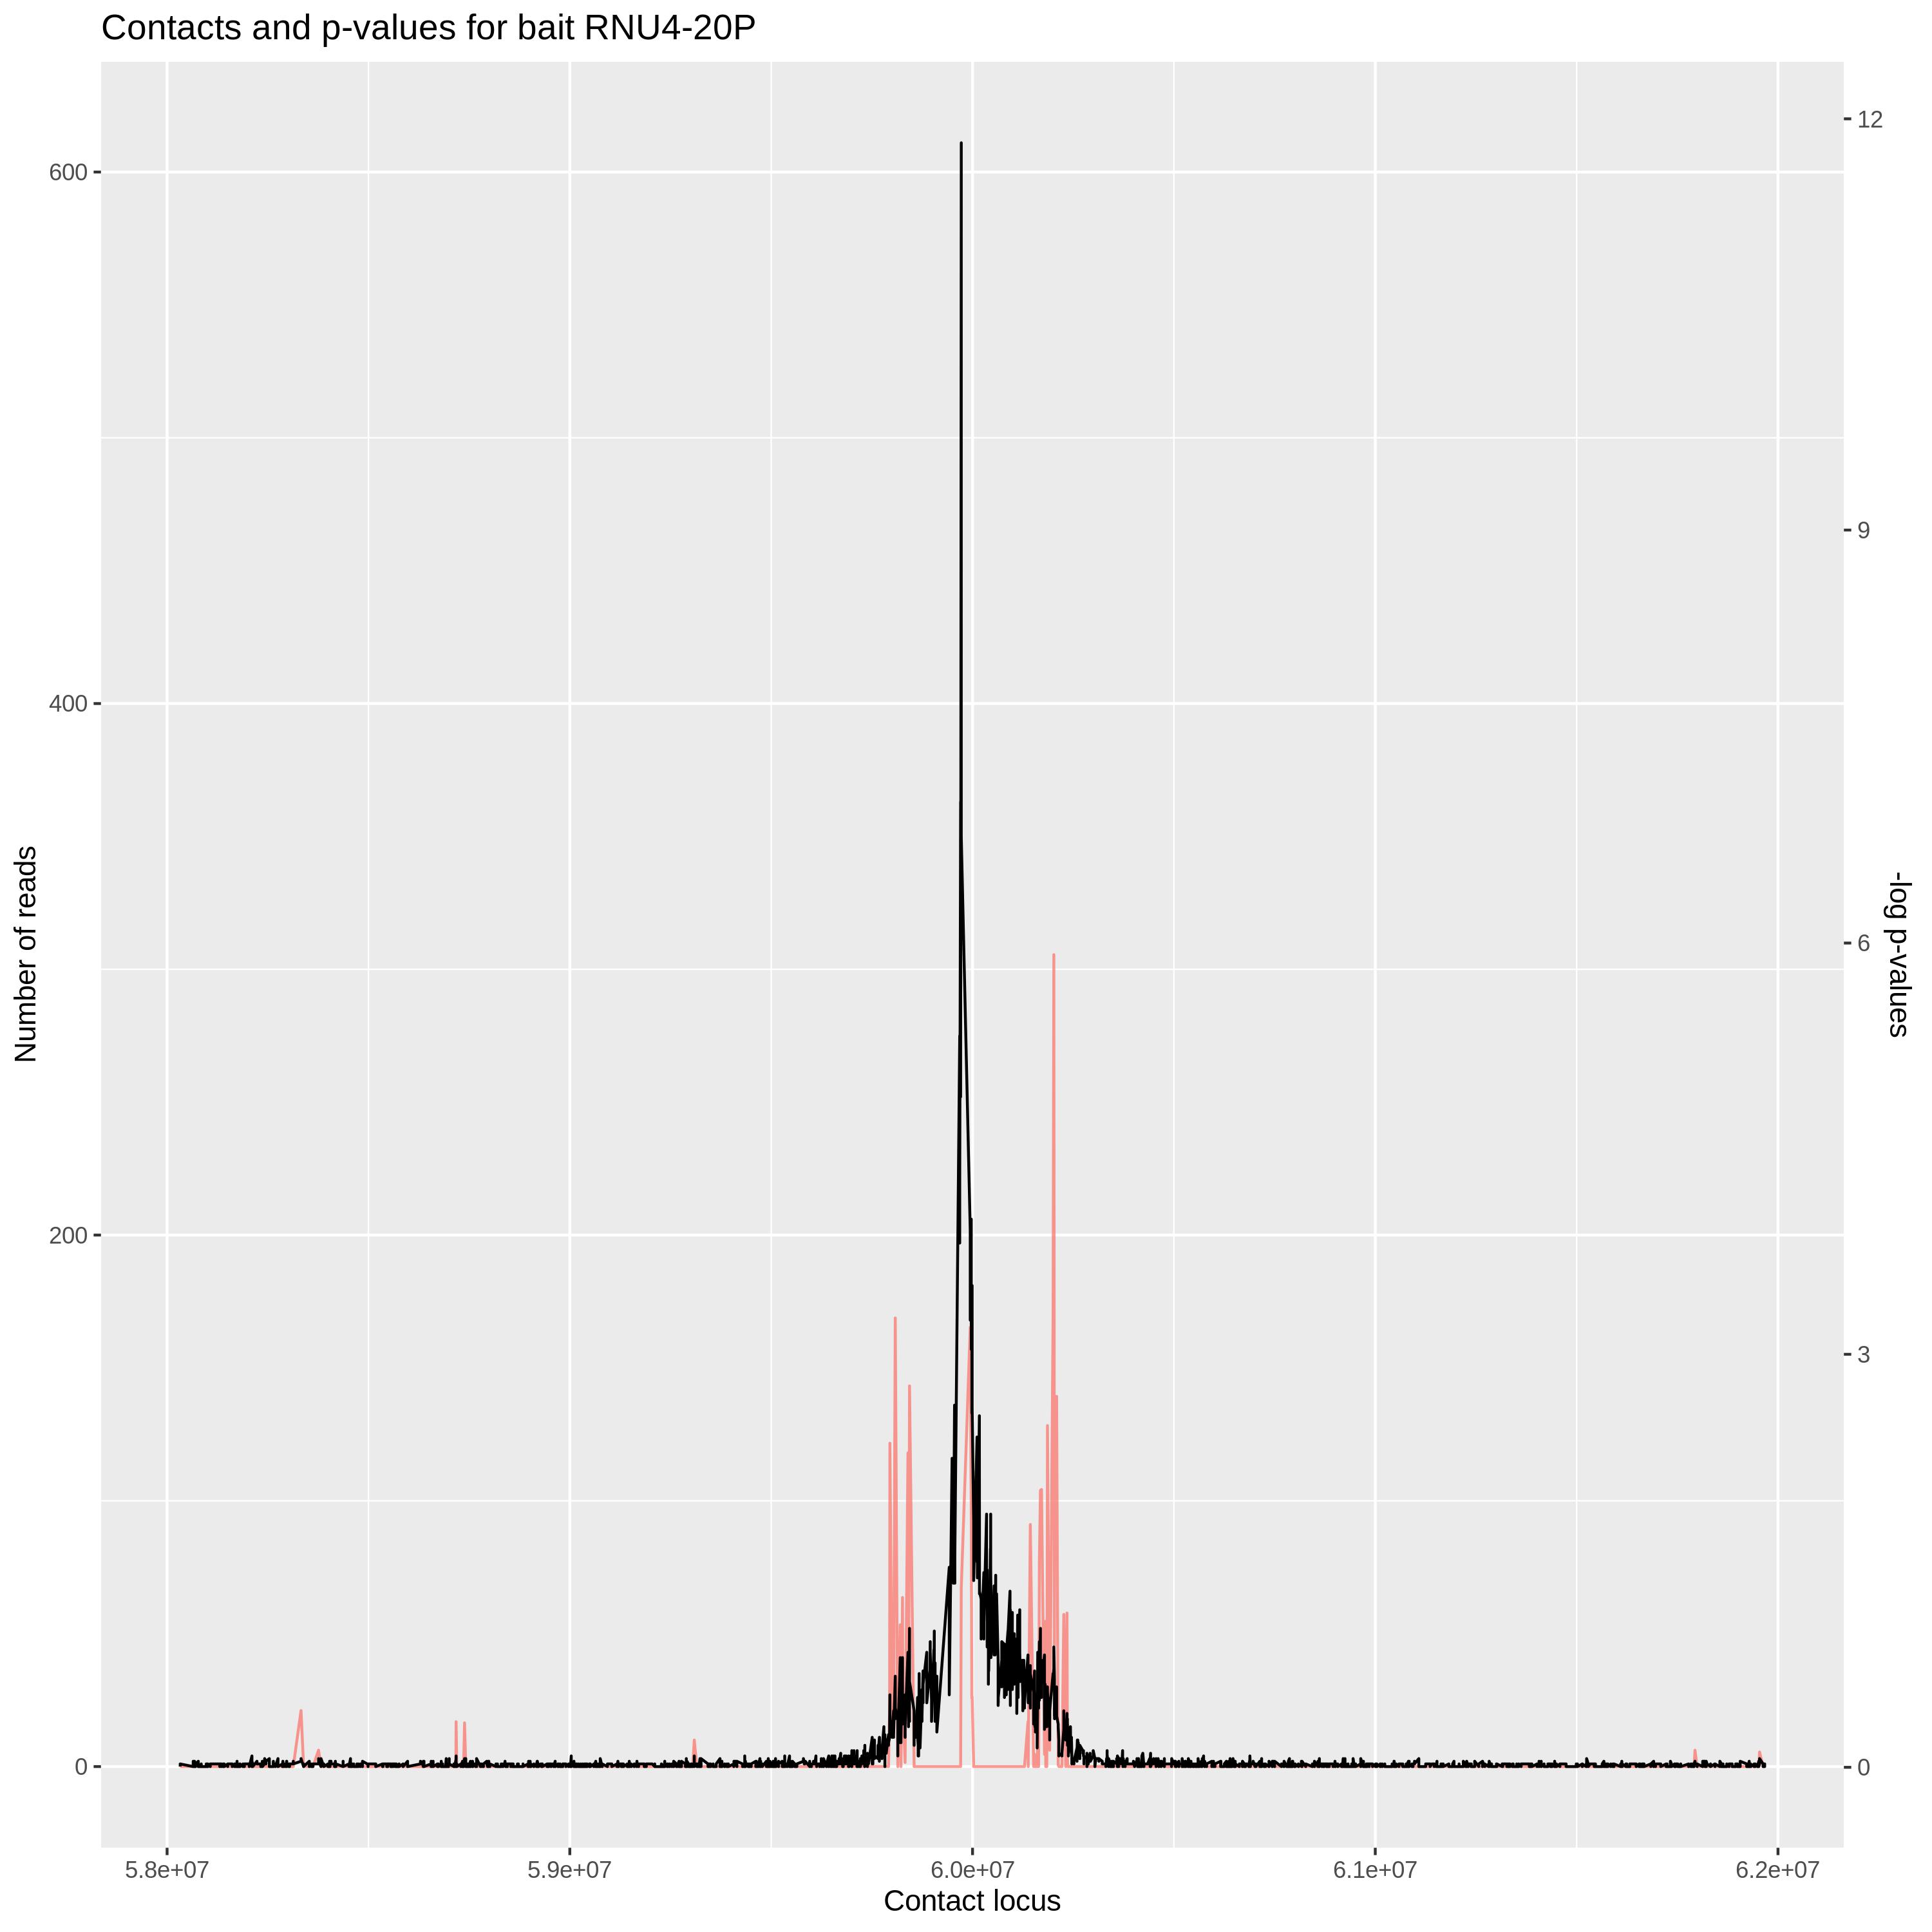 Contacts and p-values for bait RNU4-20P
600
400
200
0
Number of reads
12
9
6
3
0
-log p-values
5.8e+07
5.9e+07
6.0e+07
6.1e+07
6.2e+07
Contact locus